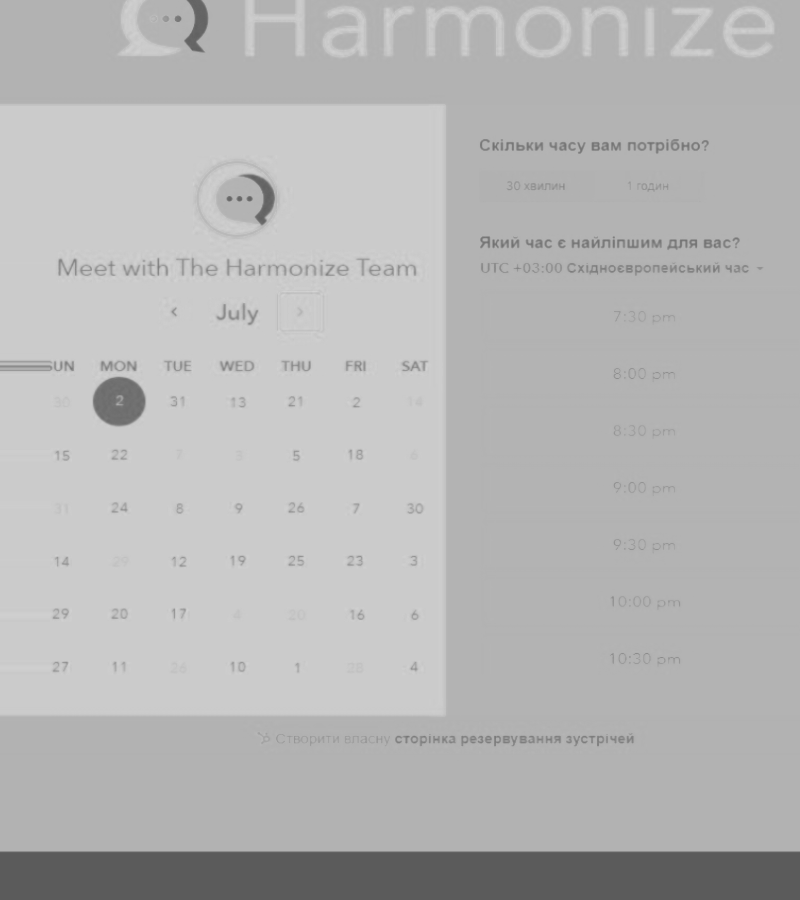 Harmonize
Meet with The Harmonize Team
July
SUN MON TUE WED THU FRI SAT
30 2 31 13 21 2 14
15 22 7 3 5 18 6
31 24 8 9 26 7 30
14 29 12 19 25 23 3
29 20 17 4 20 16 6
27 11 26 10 1 28 4
Скільки часу вам потрібно?
30 хвилин 1 годин
Який час є найліпшим для вас?
UTC +03:00 Східноєвропейський час
7:30 pm
8:00 pm
8:30 pm
9:00 pm
9:30 pm
10:00 pm
10:30 pm
Створити власну сторінка резервування зустрічей